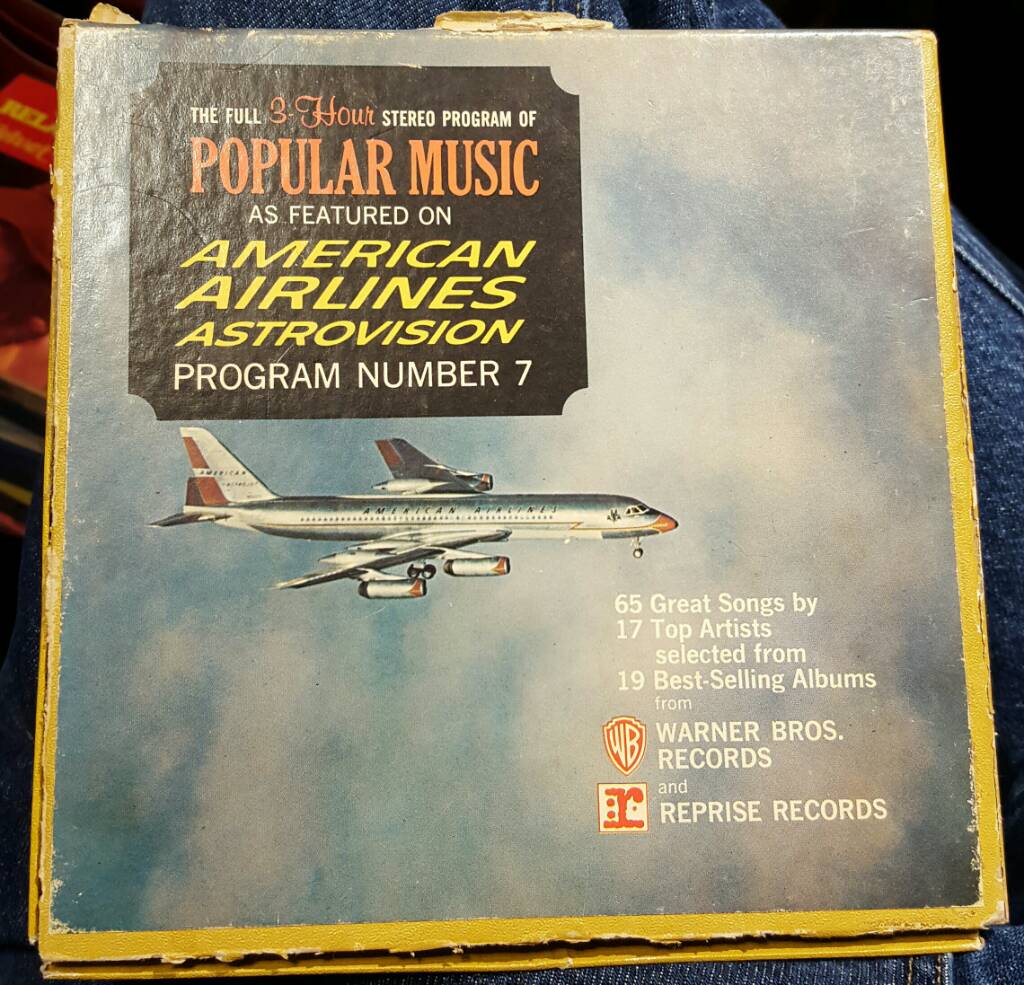 THE FULL 3-Hour STEREO PROGRAM OF
POPULAR MUSIC
AS FEATURED ON
AMERICAN
AIRLINES
ASTROVISION
PROGRAM NUMBER 7
AMERICAN
AMERICAN AIRLINES
65 Great Songs by
17 Top Artists
selected from
19 Best-Selling Albums
from
WB WARNER BROS.
RECORDS
and
r: REPRISE RECORDS